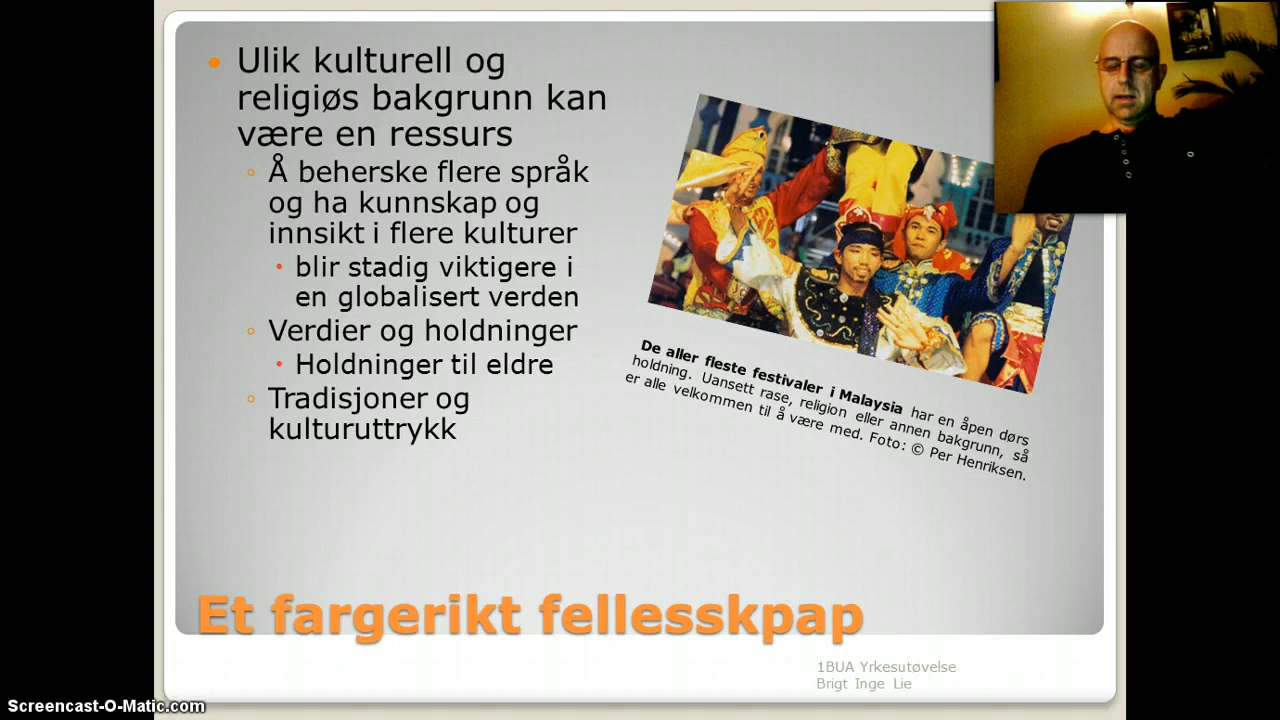 Ulik kulturell og
religiøs bakgrunn kan
være en ressurs
Å beherske flere språk
og ha kunnskap og
innsikt i flere kulturer
blir stadig viktigere i
en globalisert verden
Verdier og holdninger
Holdninger til eldre
Tradisjoner og
kulturuttrykk
De aller fleste festivaler i Malaysia har en åpen dørs
holdning. Uansett rase, religion eller annen bakgrunn, så
er alle velkommen til å være med. Foto: © Per Henriksen.
Et fargerikt fellesskpap
1BUA Yrkesutøvelse
Brigt Inge Lie
Screencast-O-Matic.com